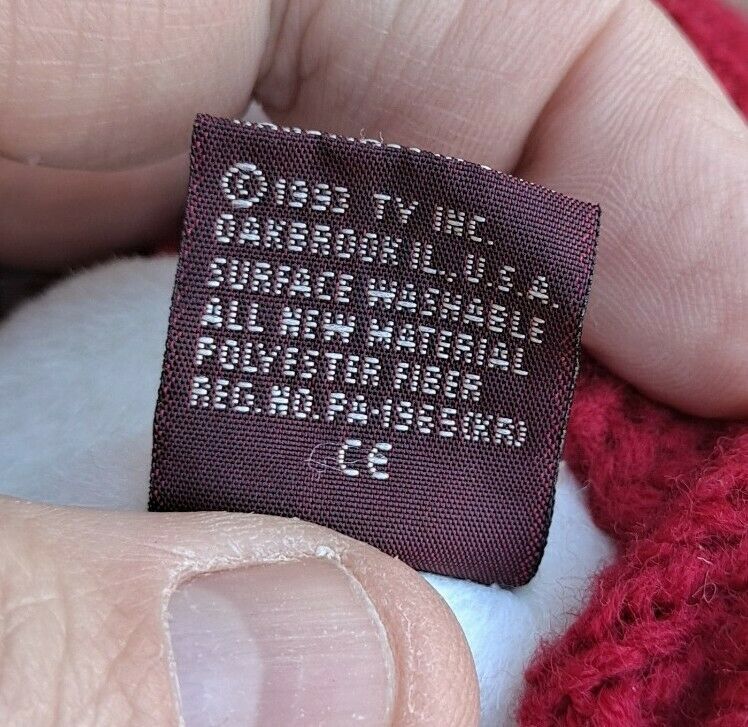 © 1993 TY INC.
OAKBROOK IL., U.S.A.
SURFACE WASHABLE
ALL NEW MATERIAL
POLYESTER FIBER
REG. NO. PA-1965(KR)
CE